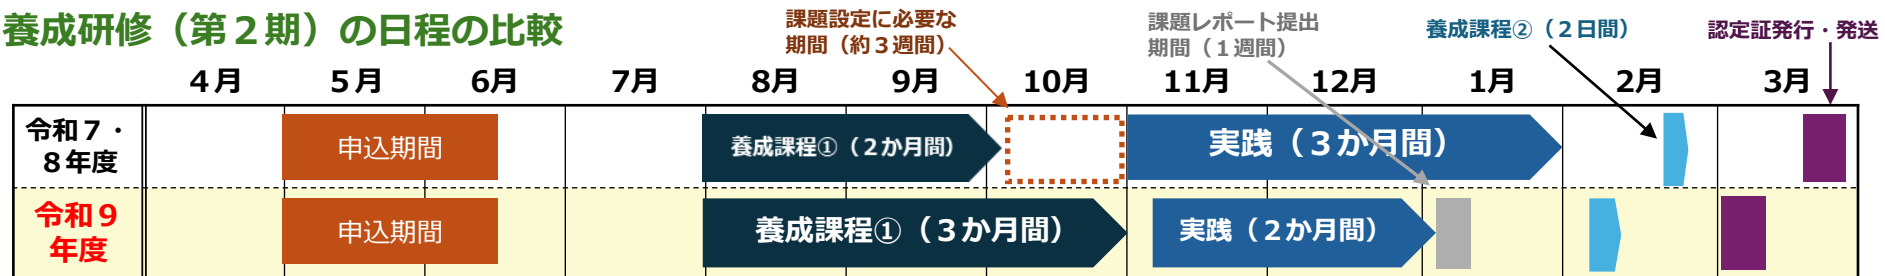 養成研修（第２期）の日程の比較
課題設定に必要な
期間（約３週間）
課題レポート提出
期間（１週間）
養成課程②（２日間）
認定証発行・発送
４月 ５月 6月 7月 8月 9月 10月 11月 12月 1月 2月 3月
令和７・
８年度
申込期間
養成課程①（２か月間）
実践（３か月間）
令和９
年度
申込期間
養成課程①（３か月間）
実践（２か月間）